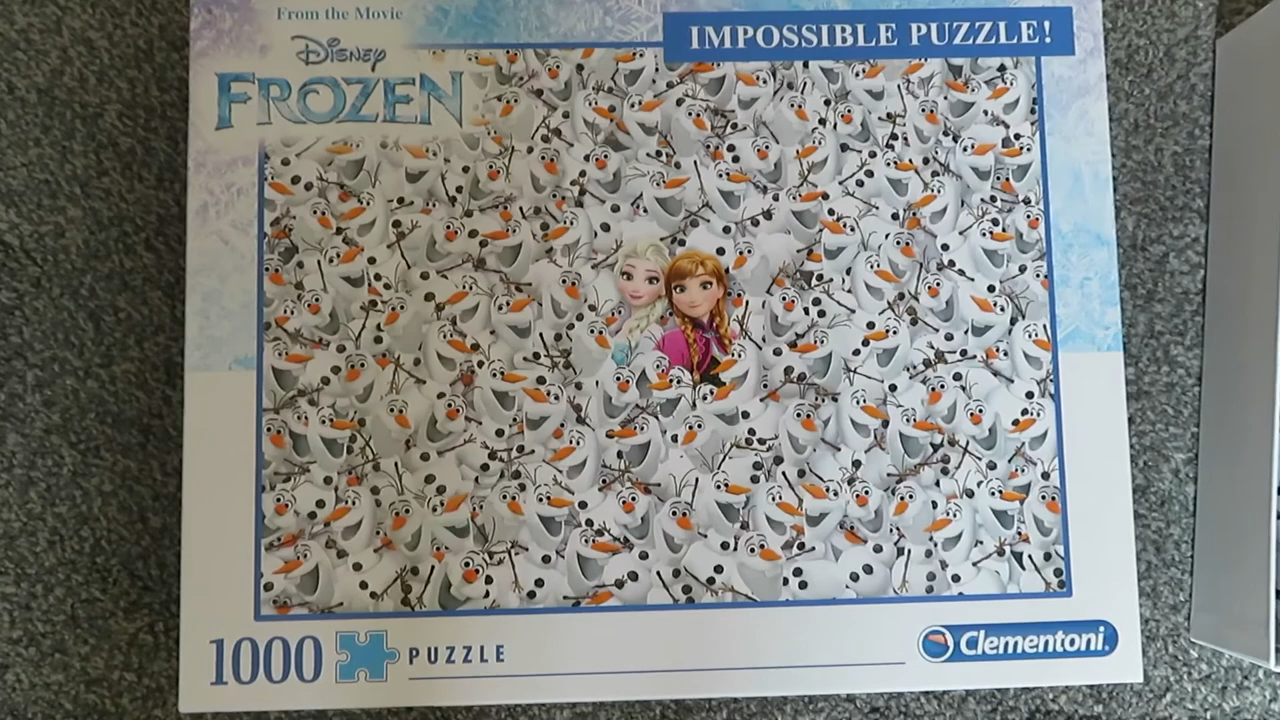 From the Movie
IMPOSSIBLE PUZZLE!
Disney
FROZEN
1000 PUZZLE
Clementoni